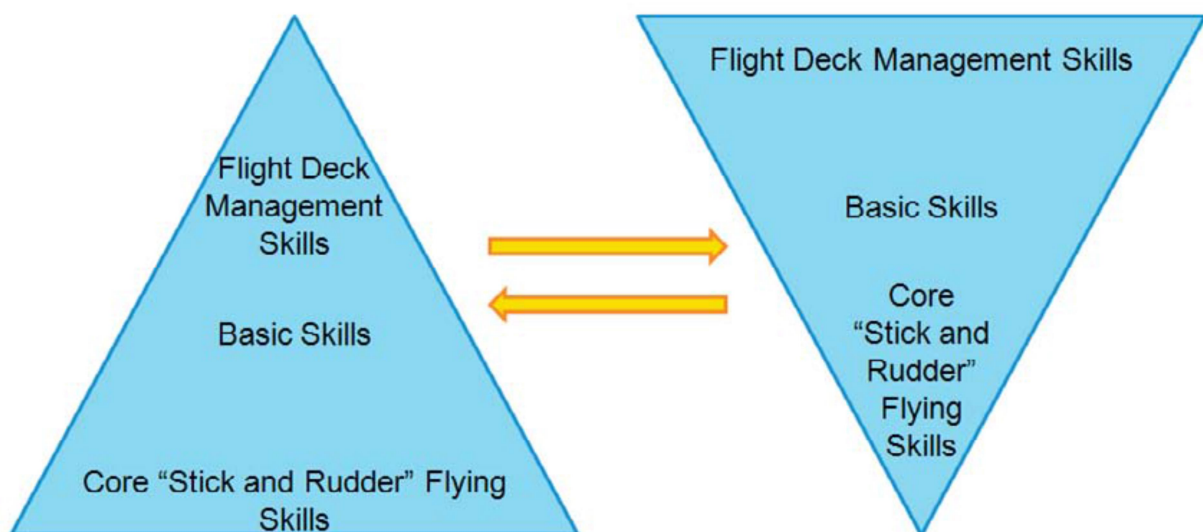 Flight Deck
Management
Skills
Basic Skills
Core “Stick and Rudder” Flying
Skills
Flight Deck Management Skills
Basic Skills
Core
“Stick and
Rudder”
Flying
Skills